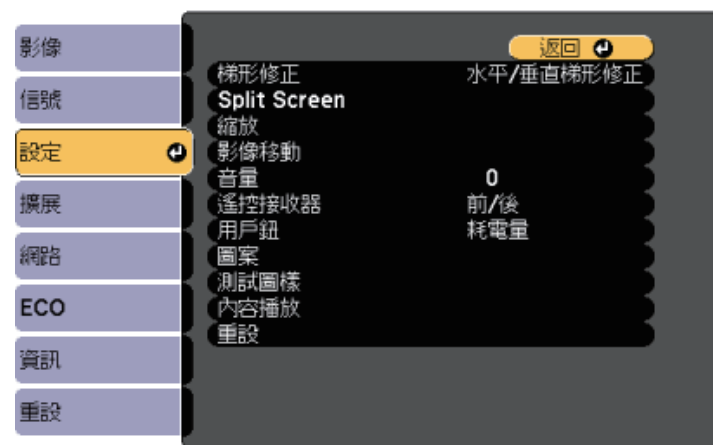 影像
信號
設定
擴展
網路
ECO
資訊
重設
返回
梯形修正 水平/垂直梯形修正
Split Screen
縮放
影像移動
音量 0
遙控接收器 前/後
用戶鈕 耗電量
圖案
測試圖樣
內容播放
重設